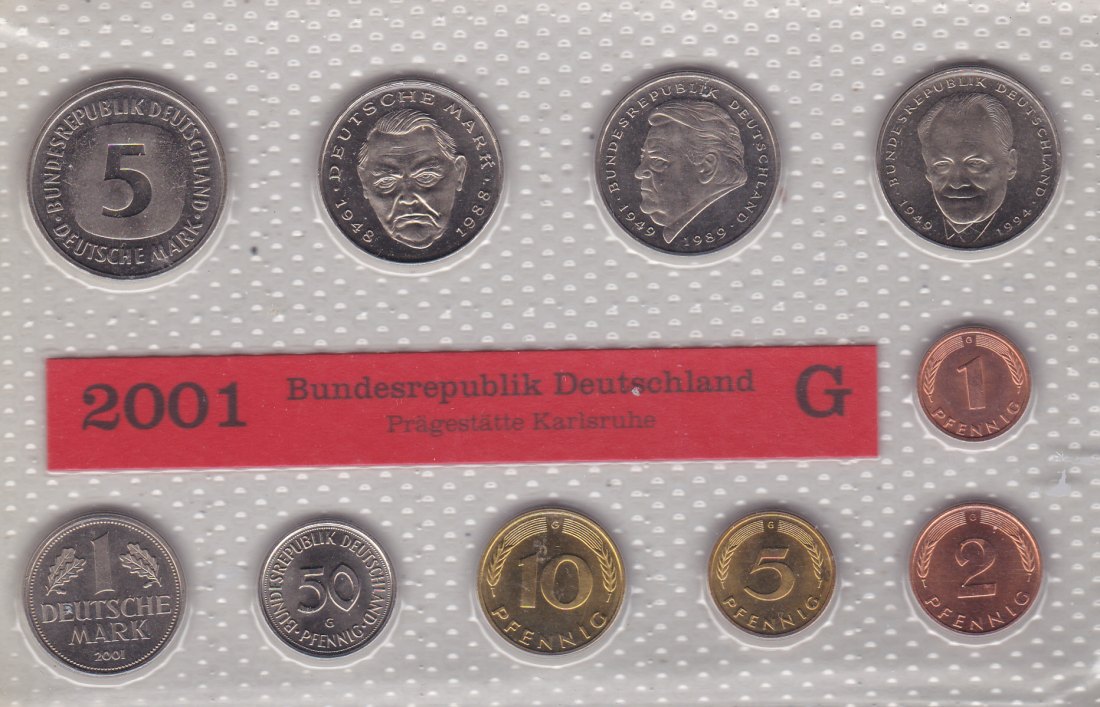 BUNDESREPUBLIK DEUTSCHLAND
5
DEUTSCHE MARK
DEUTSCHE MARK
1948 1988
BUNDESREPUBLIK DEUTSCHLAND
1949 1989
BUNDESREPUBLIK DEUTSCHLAND
1949 1994
2001 Bundesrepublik Deutschland G
Prägestätte Karlsruhe
G
1
PFENNIG
1
DEUTSCHE
MARK
2001
BUNDESREPUBLIK DEUTSCHLAND
50
G
PFENNIG
G
10
PFENNIG
G
5
PFENNIG
G
2
PFENNIG